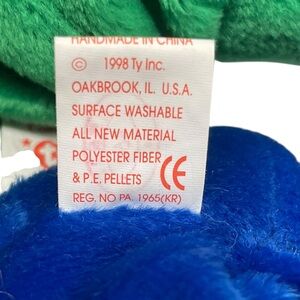 HANDMADE IN CHINA
© 1998 Ty Inc.
OAKBROOK, IL. U.S.A.
SURFACE WASHABLE
ALL NEW MATERIAL
POLYESTER FIBER
& P.E. PELLETS CE
REG. NO PA. 1965(KR)